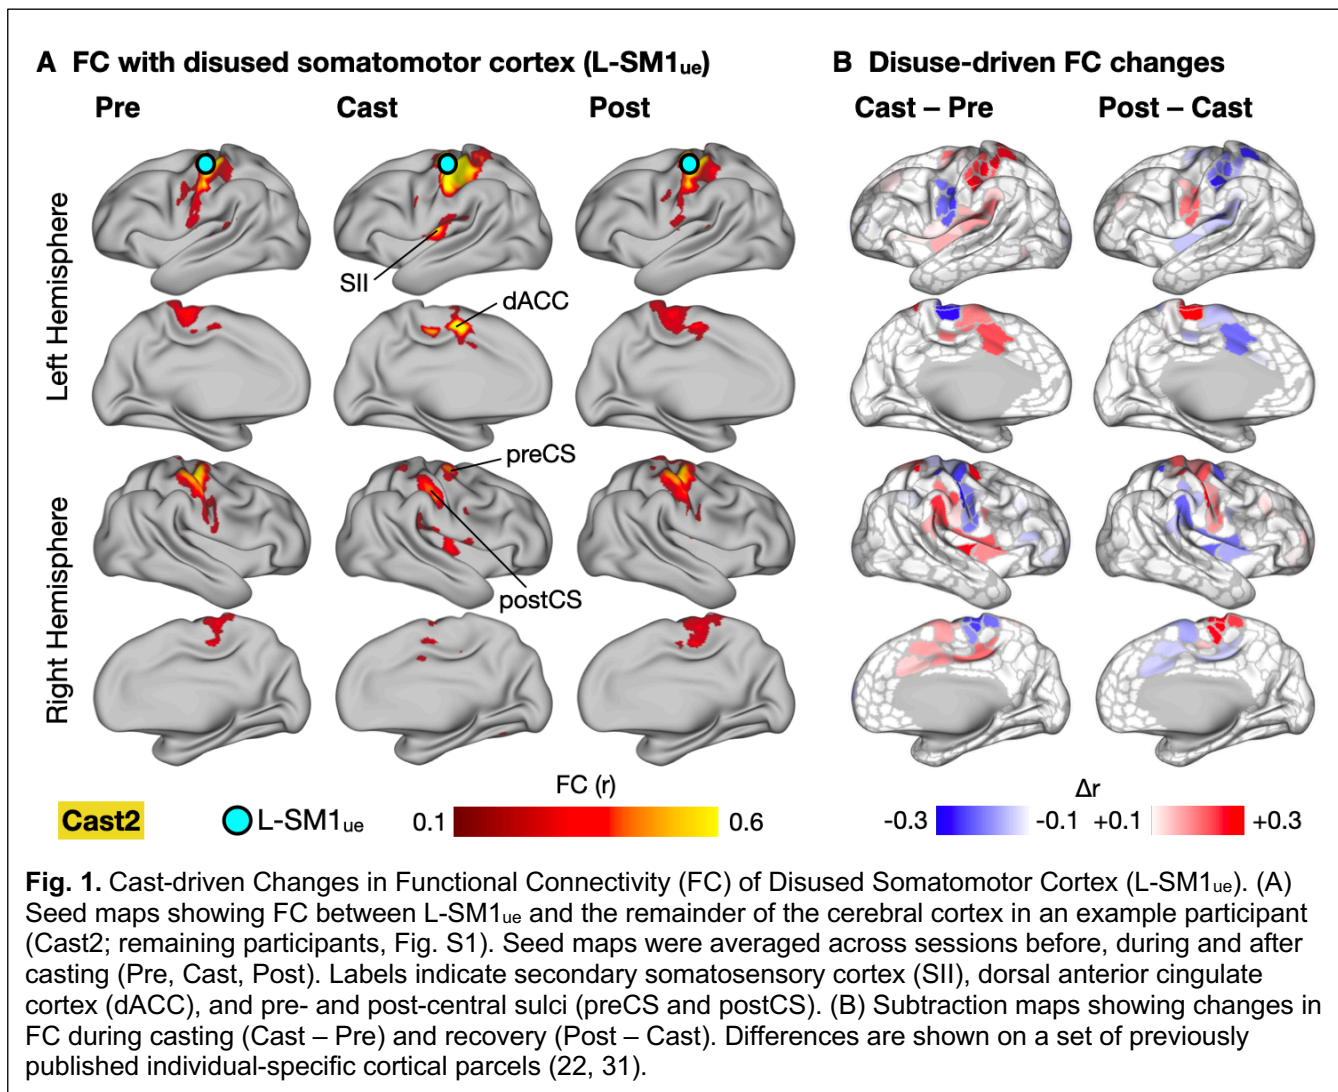 A FC with disused somatomotor cortex (L-SM1ue)
B Disuse-driven FC changes
Pre
Cast
Post
Cast – Pre
Post – Cast
Left Hemisphere
SII
dACC
Right Hemisphere
preCS
postCS
Cast2
L-SM1ue
FC (r)
0.1
0.6
Δr
-0.3
-0.1
+0.1
+0.3
Fig. 1. Cast-driven Changes in Functional Connectivity (FC) of Disused Somatomotor Cortex (L-SM1ue). (A)
Seed maps showing FC between L-SM1ue and the remainder of the cerebral cortex in an example participant
(Cast2; remaining participants, Fig. S1). Seed maps were averaged across sessions before, during and after
casting (Pre, Cast, Post). Labels indicate secondary somatosensory cortex (SII), dorsal anterior cingulate
cortex (dACC), and pre- and post-central sulci (preCS and postCS). (B) Subtraction maps showing changes in
FC during casting (Cast – Pre) and recovery (Post – Cast). Differences are shown on a set of previously
published individual-specific cortical parcels (22, 31).